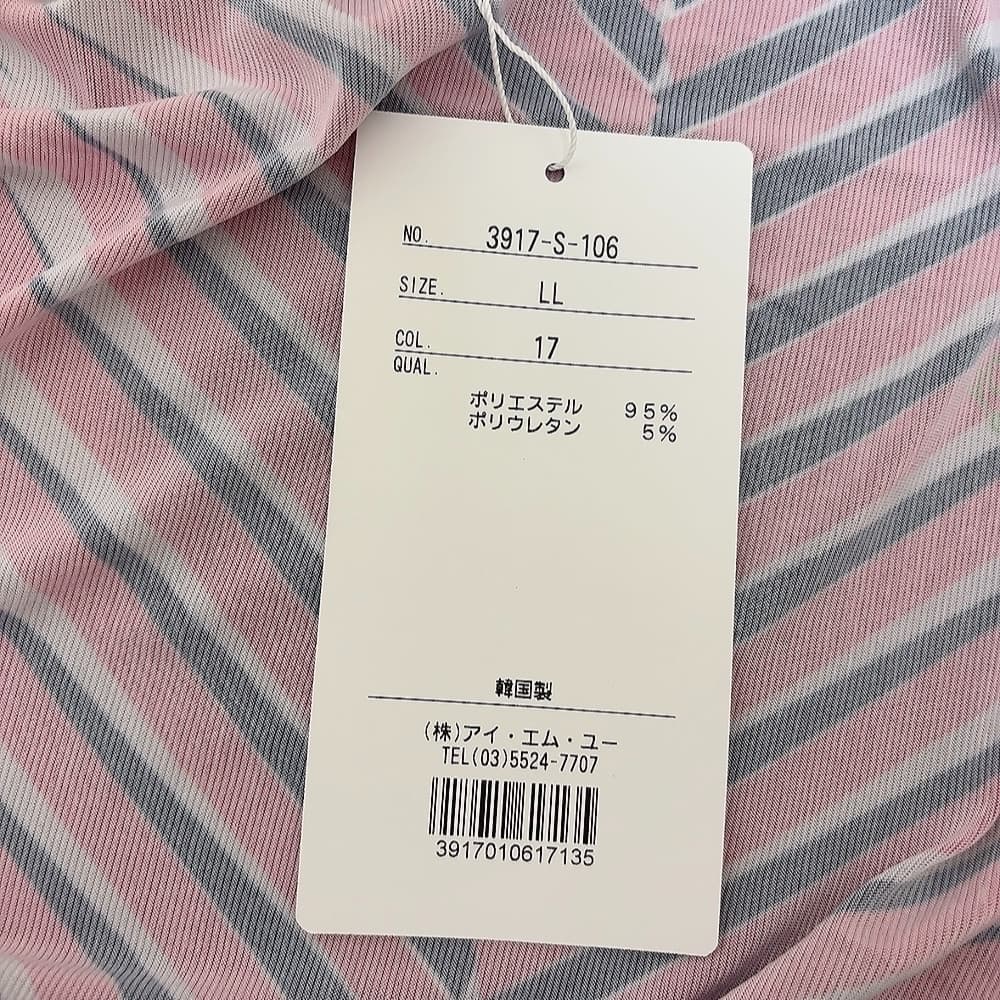 NO. 3917-S-106
SIZE. LL
COL. 17
QUAL.
ポリエステル 95%
ポリウレタン 5%
韓国製
(株)アイ・エム・ユー
TEL(03)5524-7707
3917010617135